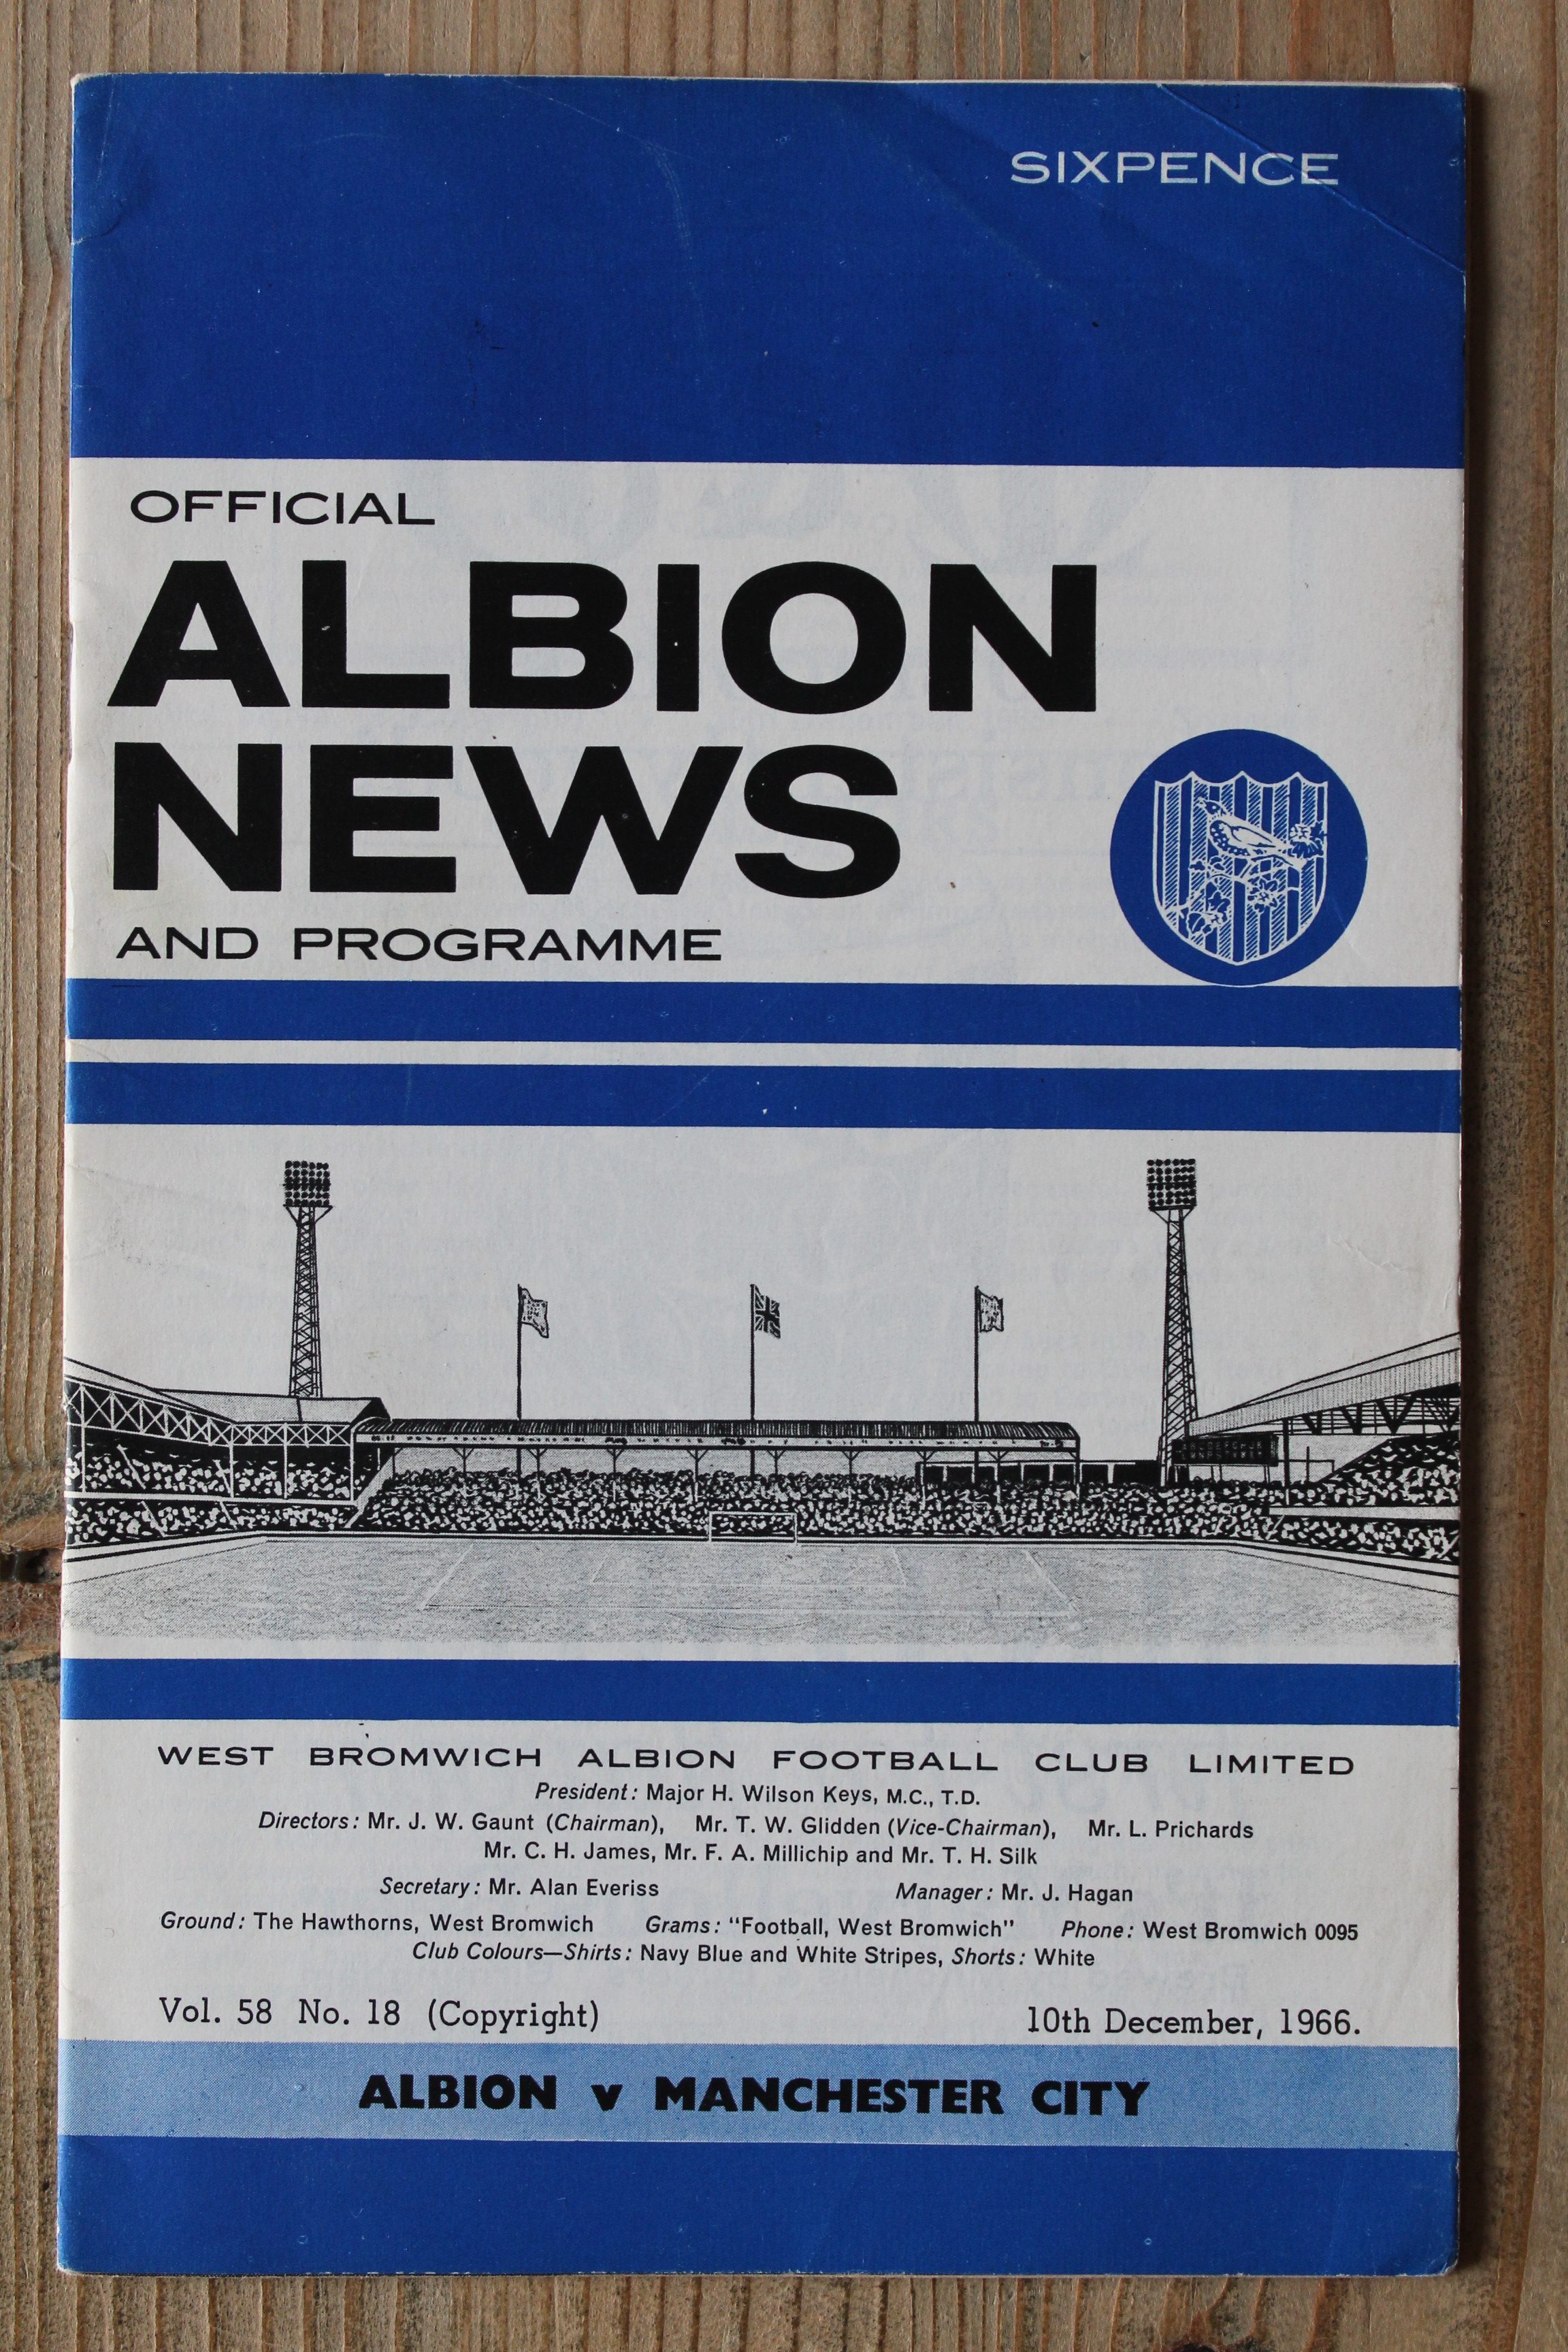 SIXPENCE
OFFICIAL
ALBION
NEWS
AND PROGRAMME
WEST BROMWICH ALBION FOOTBALL CLUB LIMITED
President: Major H. Wilson Keys, M.C., T.D.
Directors: Mr. J. W. Gaunt (Chairman), Mr. T. W. Glidden (Vice-Chairman), Mr. L. Prichards
Mr. C. H. James, Mr. F. A. Millichip and Mr. T. H. Silk
Secretary: Mr. Alan Everiss Manager: Mr. J. Hagan
Ground: The Hawthorns, West Bromwich Grams: "Football, West Bromwich" Phone: West Bromwich 0095
Club Colours—Shirts: Navy Blue and White Stripes, Shorts: White
Vol. 58 No. 18 (Copyright) 10th December, 1966.
ALBION v MANCHESTER CITY